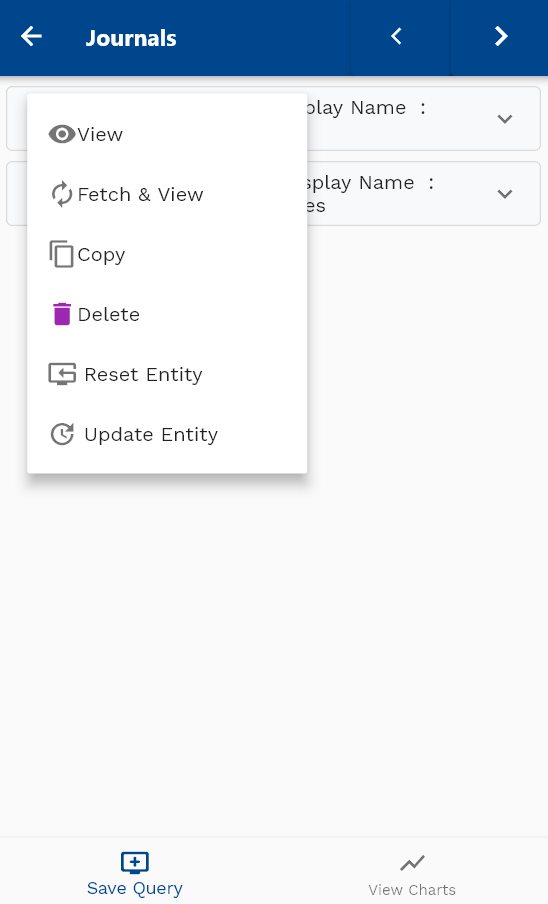 Journals
play Name :
View
splay Name :
Fetch & View
es
Copy
Delete
Reset Entity
Update Entity
Save Query
View Charts